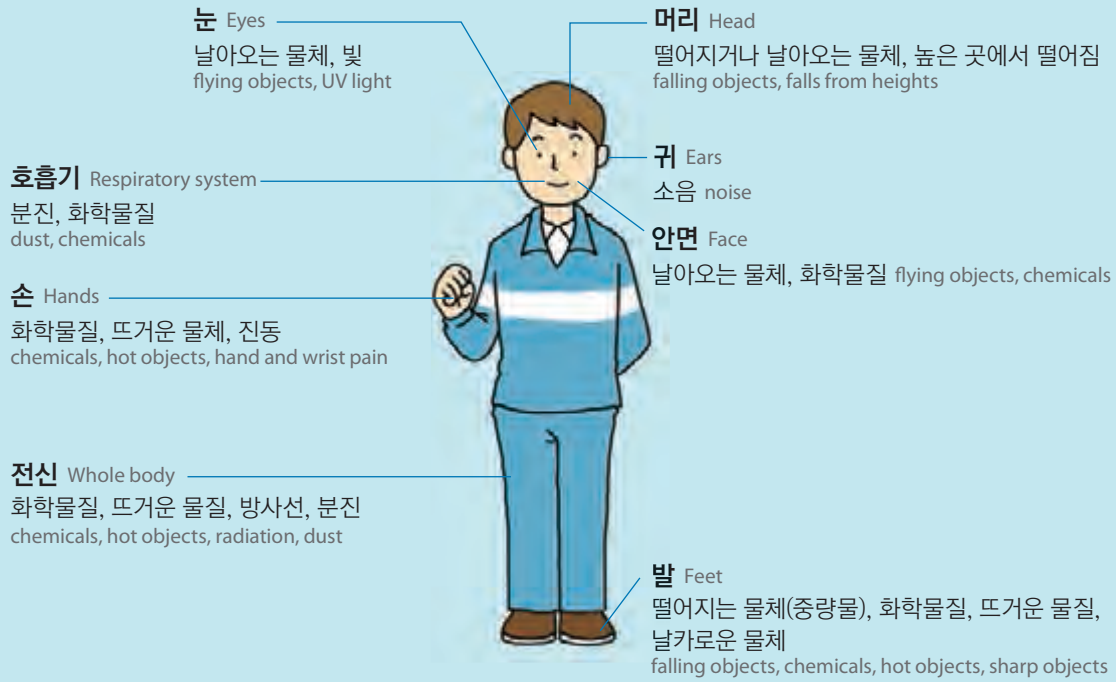 눈 Eyes
날아오는 물체, 빛
flying objects, UV light
머리 Head
떨어지거나 날아오는 물체, 높은 곳에서 떨어짐
falling objects, falls from heights
호흡기 Respiratory system
분진, 화학물질
dust, chemicals
귀 Ears
소음 noise
안면 Face
날아오는 물체, 화학물질 flying objects, chemicals
손 Hands
화학물질, 뜨거운 물체, 진동
chemicals, hot objects, hand and wrist pain
전신 Whole body
화학물질, 뜨거운 물질, 방사선, 분진
chemicals, hot objects, radiation, dust
발 Feet
떨어지는 물체(중량물), 화학물질, 뜨거운 물질,
날카로운 물체
falling objects, chemicals, hot objects, sharp objects